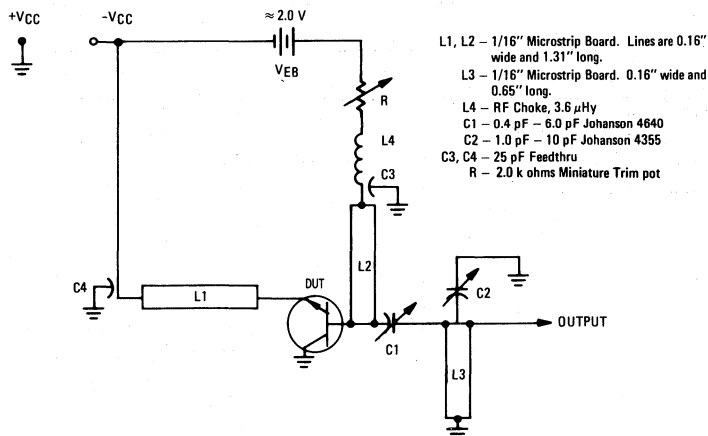 +VCC
-VCC
≈ 2.0 V
VEB
R
L4
C3
C4
L1
L2
DUT
C1
C2
L3
OUTPUT
L1, L2 – 1/16" Microstrip Board. Lines are 0.16"
wide and 1.31" long.
L3 – 1/16" Microstrip Board. 0.16" wide and
0.65" long.
L4 – RF Choke, 3.6 μHy
C1 – 0.4 pF – 6.0 pF Johanson 4640
C2 – 1.0 pF – 10 pF Johanson 4355
C3, C4 – 25 pF Feedthru
R – 2.0 k ohms Miniature Trim pot